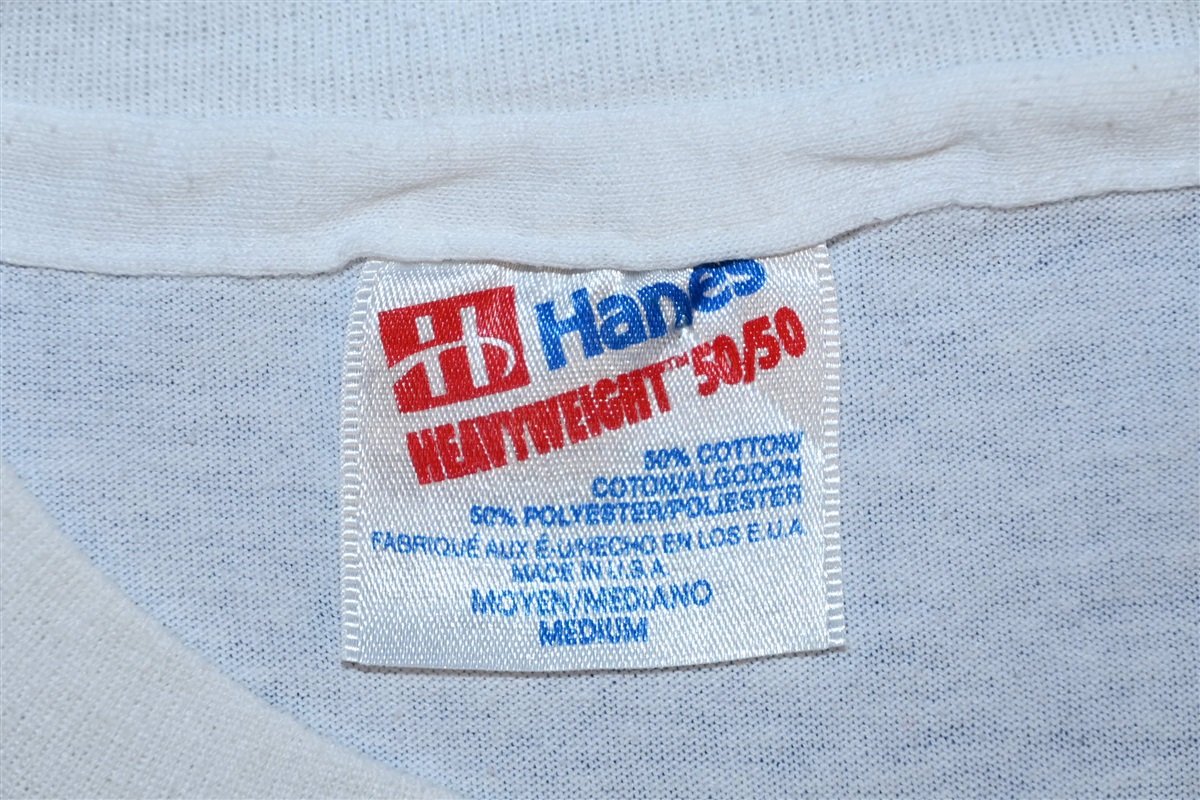 Hanes
HEAVYWEIGHT™ 50/50
50% COTTON/
COTON/ALGODON
50% POLYESTER/POLIESTER
FABRIQUÉ AUX É-U/HECHO EN LOS E.U.A
MADE IN U.S.A
MOYEN/MEDIANO
MEDIUM